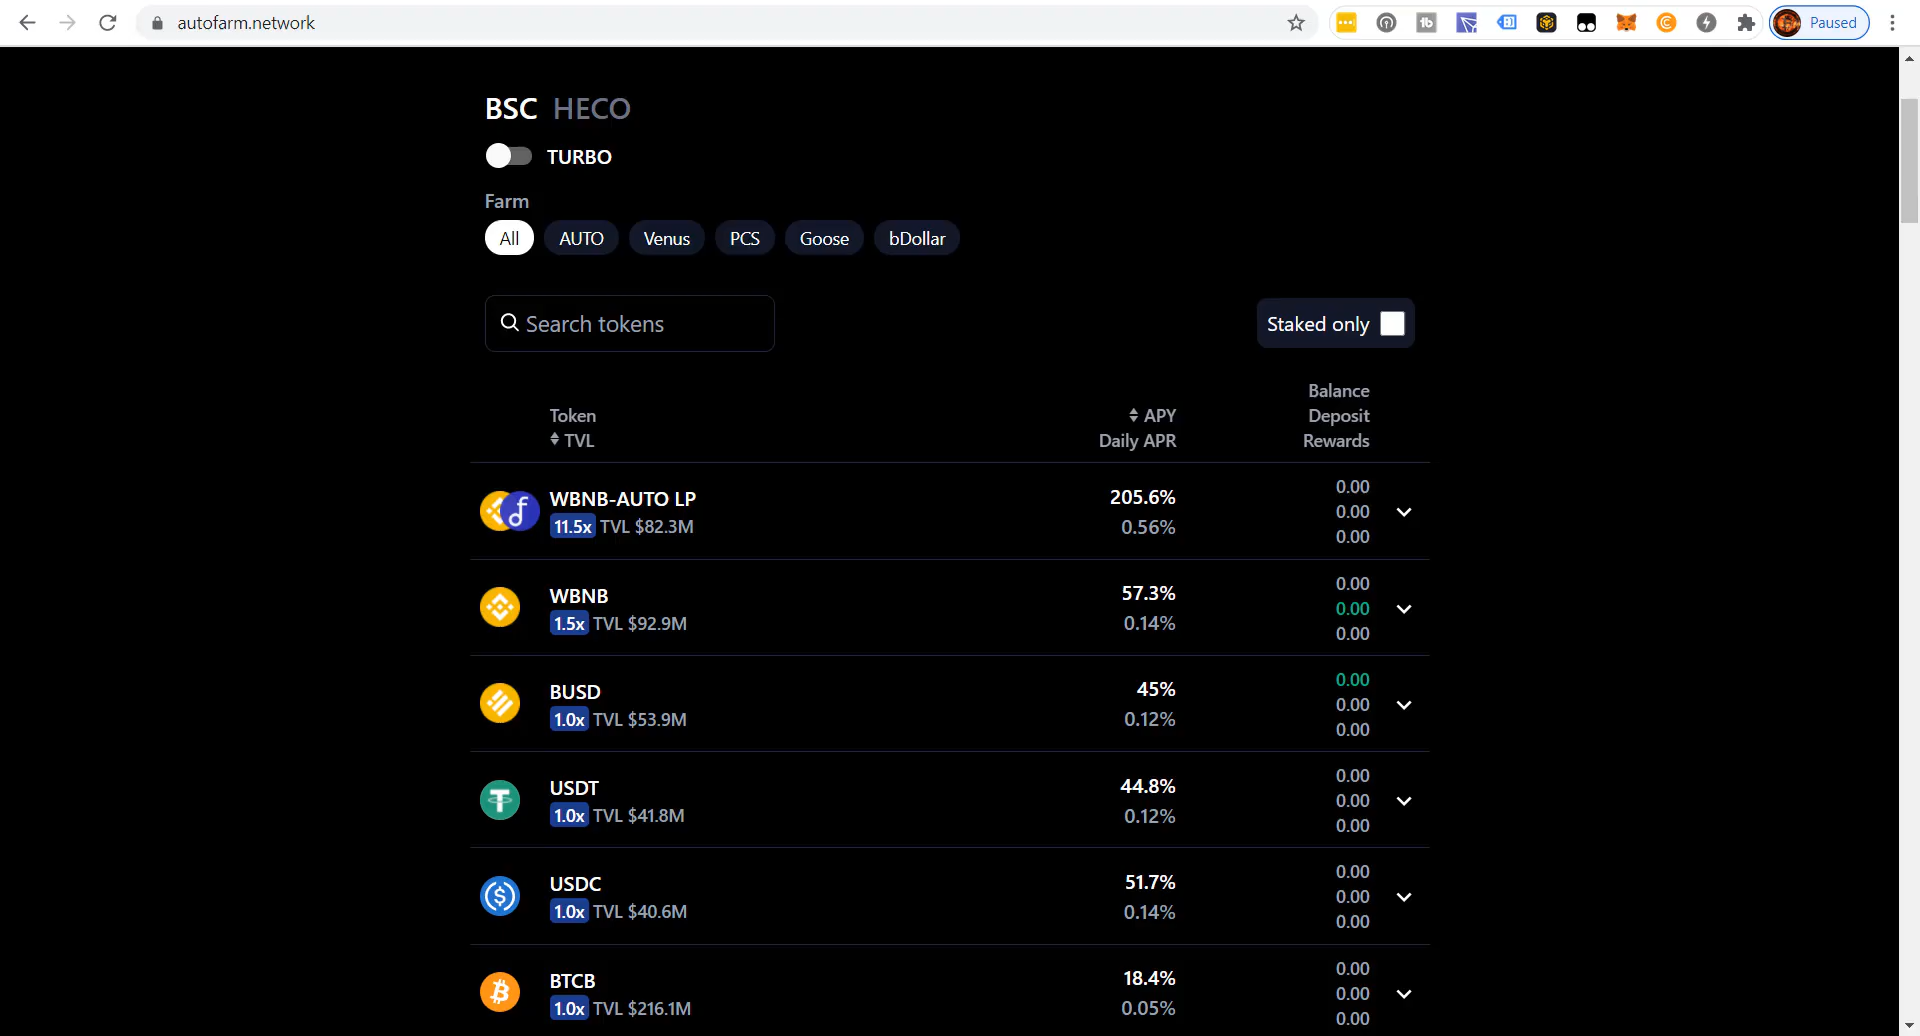 autofarm.network
Paused
BSC HECO
TURBO
Farm
All AUTO Venus PCS Goose bDollar
Search tokens
Staked only
Token
TVL
APY
Daily APR
Balance
Deposit
Rewards
WBNB-AUTO LP
11.5x TVL $82.3M
205.6%
0.56%
0.00
0.00
0.00
WBNB
1.5x TVL $92.9M
57.3%
0.14%
0.00
0.00
0.00
BUSD
1.0x TVL $53.9M
45%
0.12%
0.00
0.00
0.00
USDT
1.0x TVL $41.8M
44.8%
0.12%
0.00
0.00
0.00
USDC
1.0x TVL $40.6M
51.7%
0.14%
0.00
0.00
0.00
BTCB
1.0x TVL $216.1M
18.4%
0.05%
0.00
0.00
0.00